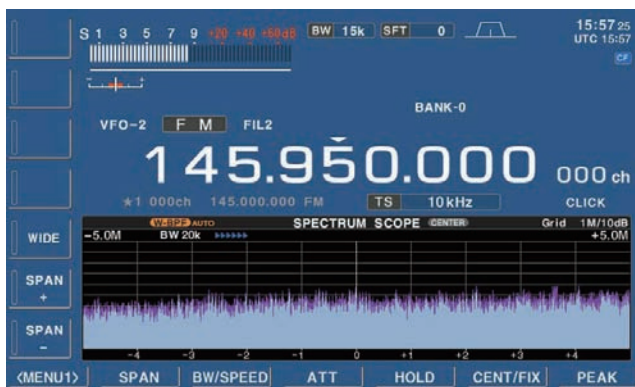 S 1 3 5 7 9 +20 +40 +60dB BW 15k SFT 0 15:57 25
UTC 15:57
CF
BANK-0
VFO-2 F M FIL2
145.950.000 000 ch
★1 000ch 145.000.000 FM TS 10kHz CLICK
W-BPF AUTO SPECTRUM SCOPE CENTER Grid 1M/10dB
WIDE -5.0M BW 20k +5.0M
SPAN
+
SPAN
-
-4 -3 -2 -1 0 +1 +2 +3 +4
<MENU1> SPAN BW/SPEED ATT HOLD CENT/FIX PEAK